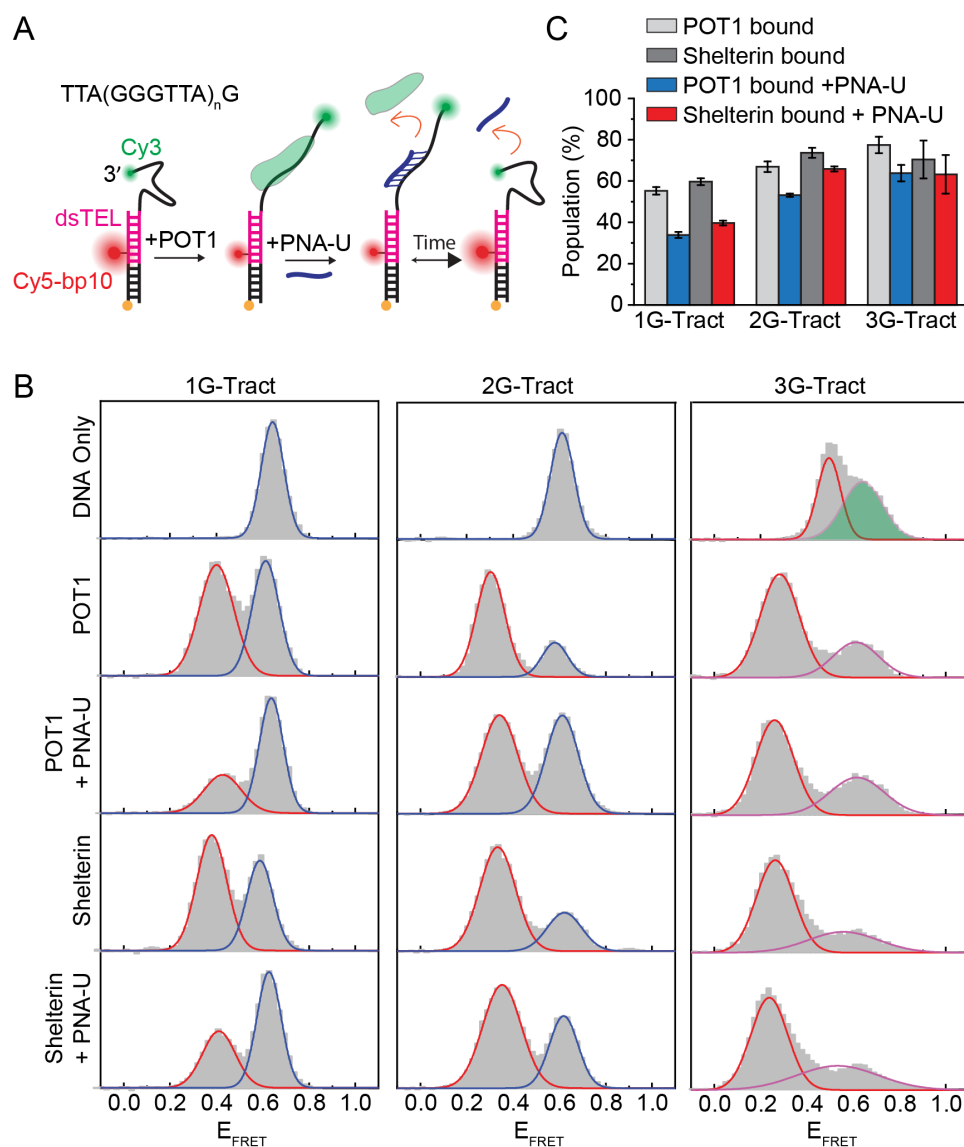 A
TTA(GGGTTA)nG
Cy3
3′
dsTEL
Cy5-bp10
+POT1
+PNA-U
Time
C
POT1 bound
Shelterin bound
POT1 bound +PNA-U
Shelterin bound + PNA-U
Population (%)
100
80
60
40
20
0
1G-Tract 2G-Tract 3G-Tract
B
1G-Tract 2G-Tract 3G-Tract
DNA Only
POT1
POT1
+ PNA-U
Shelterin
Shelterin
+ PNA-U
0.0 0.2 0.4 0.6 0.8 1.0 0.0 0.2 0.4 0.6 0.8 1.0 0.0 0.2 0.4 0.6 0.8 1.0
EFRET EFRET EFRET